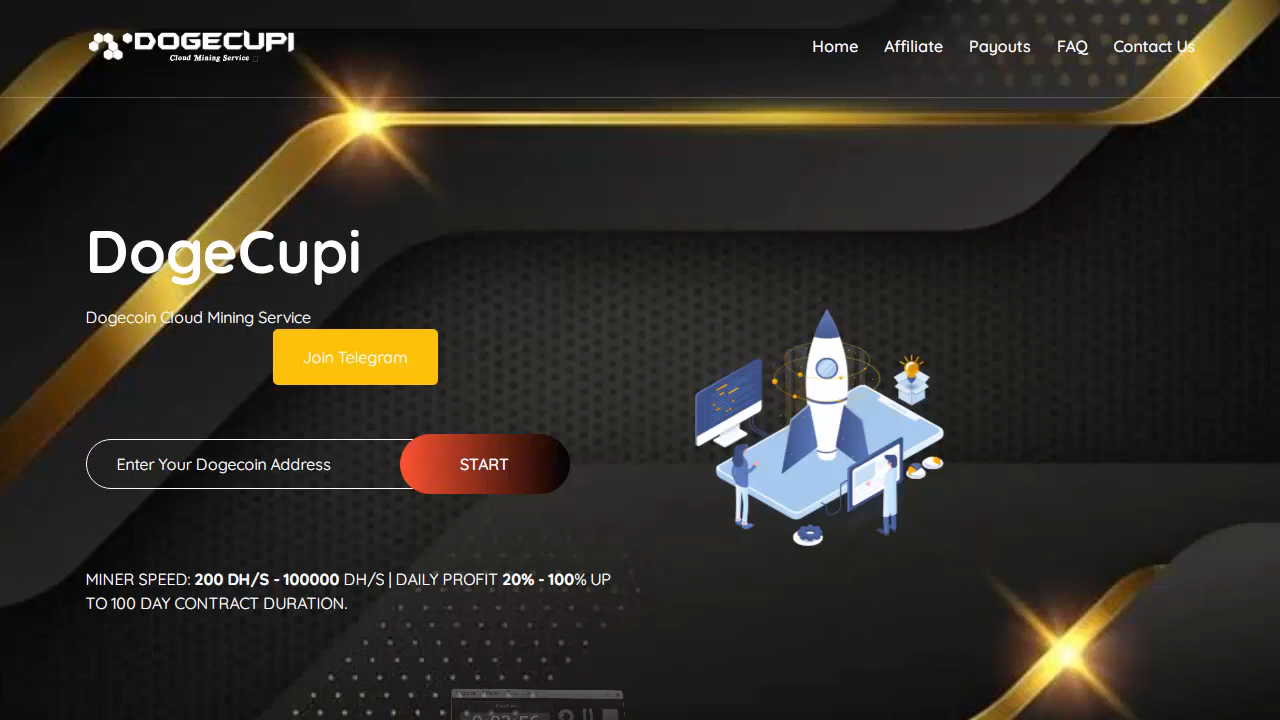 DOGECUPI
Cloud Mining Service
Home Affiliate Payouts FAQ Contact Us
DogeCupi
Dogecoin Cloud Mining Service
Join Telegram
Enter Your Dogecoin Address START
MINER SPEED: 200 DH/S - 100000 DH/S | DAILY PROFIT 20% - 100% UP
TO 100 DAY CONTRACT DURATION.